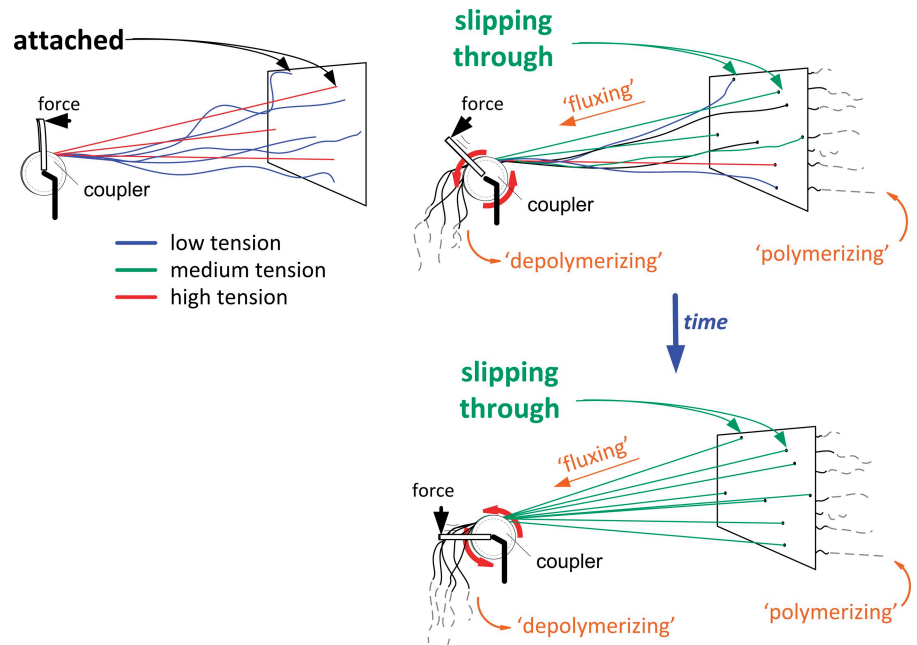 attached
force
coupler
low tension
medium tension
high tension
slipping
through
'fluxing'
force
coupler
'depolymerizing'
'polymerizing'
time
slipping
through
'fluxing'
force
coupler
'depolymerizing'
'polymerizing'